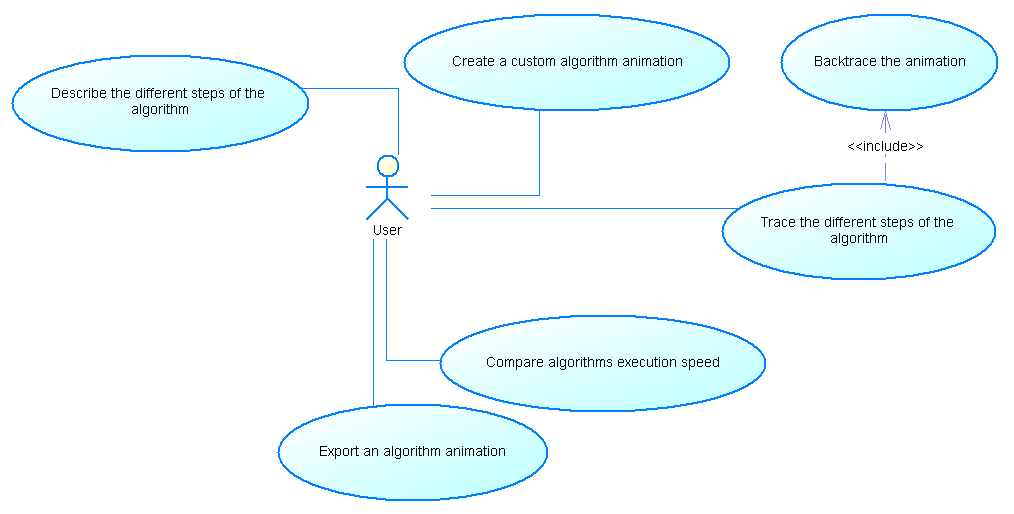 Create a custom algorithm animation
Backtrace the animation
Describe the different steps of the
algorithm
<<include>>
Trace the different steps of the
algorithm
User
Compare algorithms execution speed
Export an algorithm animation